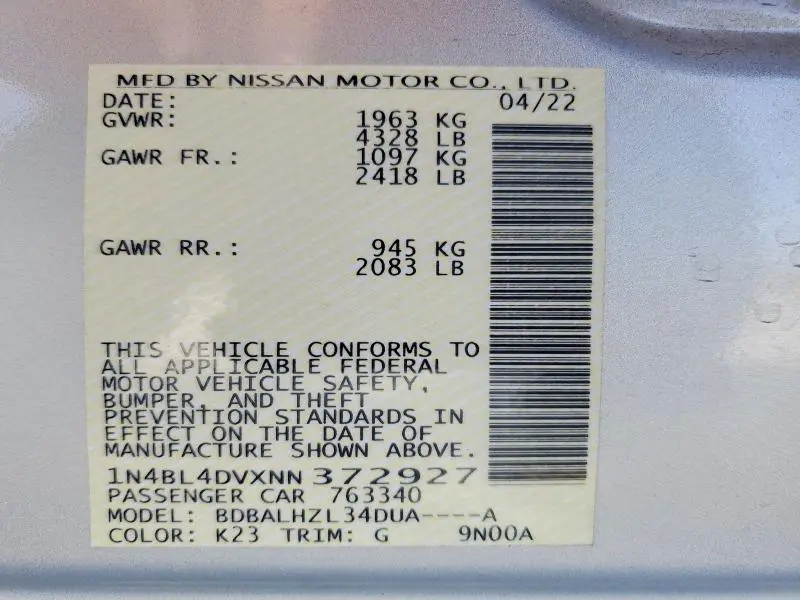 MFD BY NISSAN MOTOR CO., LTD.
DATE: 04/22
GVWR: 1963 KG
4328 LB
GAWR FR.: 1097 KG
2418 LB
GAWR RR.: 945 KG
2083 LB
THIS VEHICLE CONFORMS TO
ALL APPLICABLE FEDERAL
MOTOR VEHICLE SAFETY,
BUMPER, AND THEFT
PREVENTION STANDARDS IN
EFFECT ON THE DATE OF
MANUFACTURE SHOWN ABOVE.
1N4BL4DVXNN372927
PASSENGER CAR 763340
MODEL: BDBALHZL34DUA----A
COLOR: K23 TRIM: G 9N00A